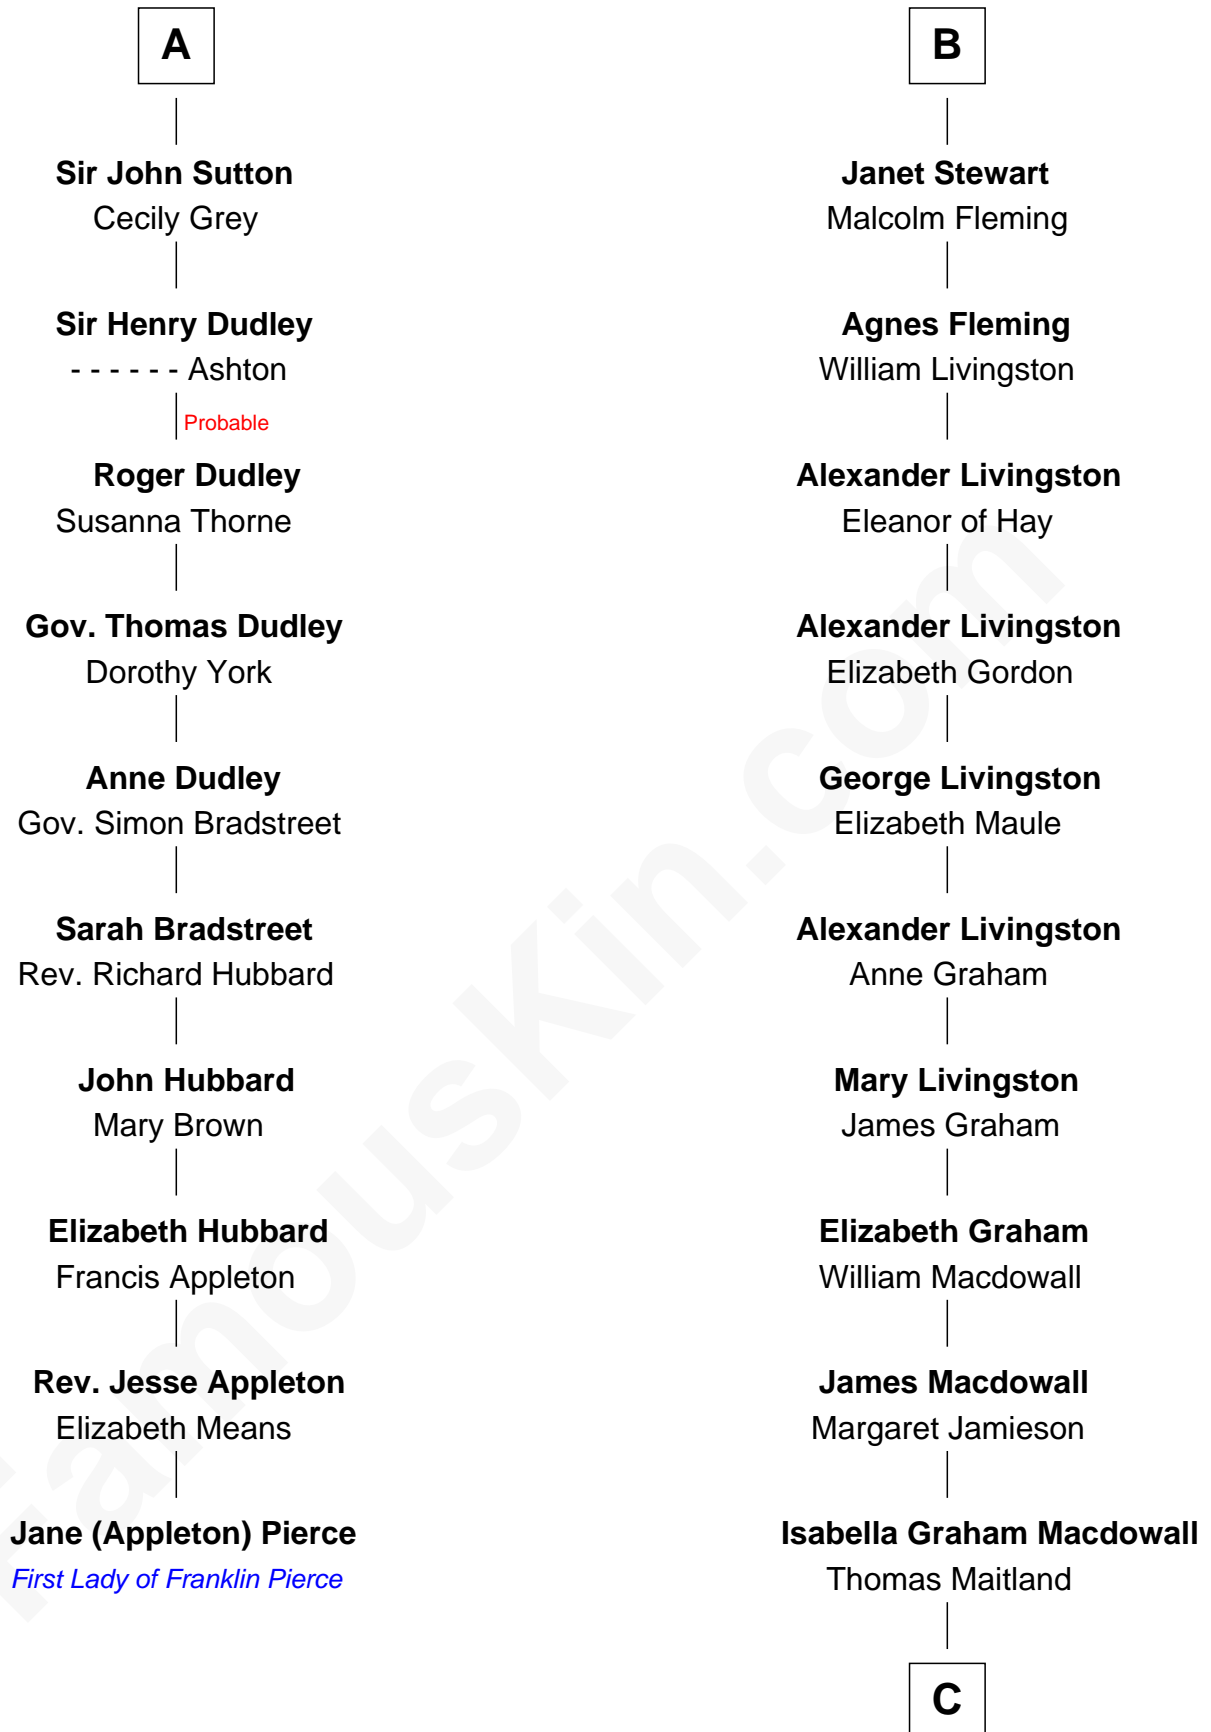 A
Sir John Sutton
Cecily Grey
Sir Henry Dudley
- - - - - - Ashton
Probable
Roger Dudley
Susanna Thorne
Gov. Thomas Dudley
Dorothy York
Anne Dudley
Gov. Simon Bradstreet
Sarah Bradstreet
Rev. Richard Hubbard
John Hubbard
Mary Brown
Elizabeth Hubbard
Francis Appleton
Rev. Jesse Appleton
Elizabeth Means
Jane (Appleton) Pierce
First Lady of Franklin Pierce
B
Janet Stewart
Malcolm Fleming
Agnes Fleming
William Livingston
Alexander Livingston
Eleanor of Hay
Alexander Livingston
Elizabeth Gordon
George Livingston
Elizabeth Maule
Alexander Livingston
Anne Graham
Mary Livingston
James Graham
Elizabeth Graham
William Macdowall
James Macdowall
Margaret Jamieson
Isabella Graham Macdowall
Thomas Maitland
C
FamousKin.com